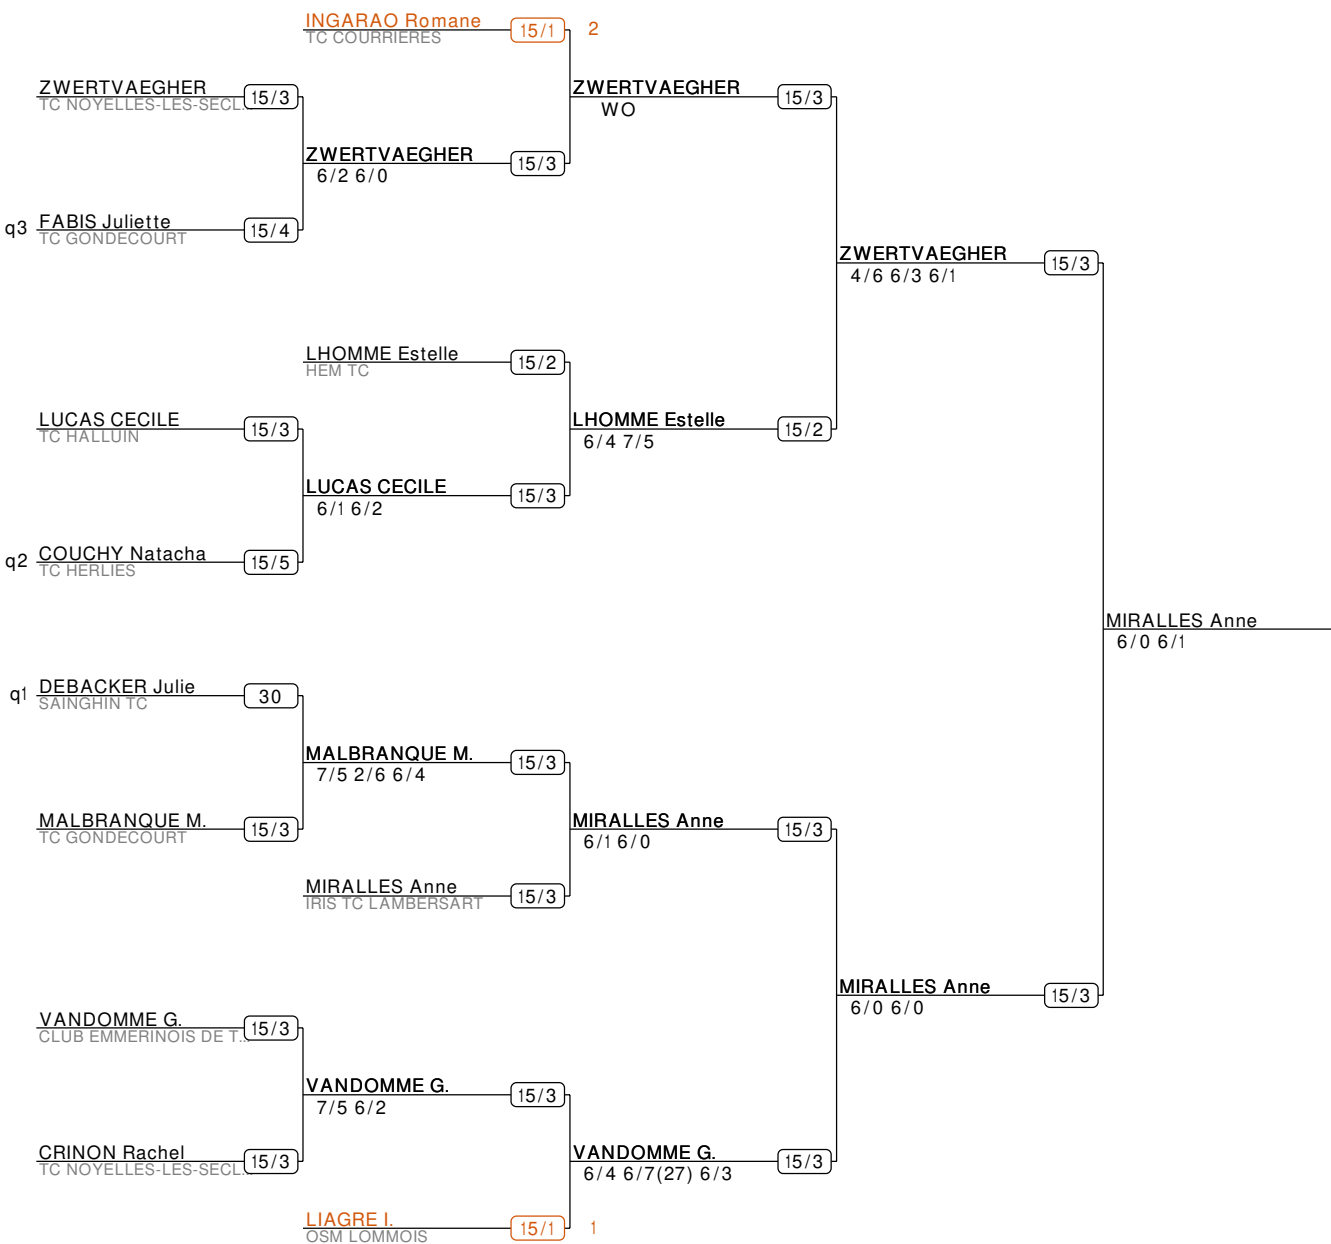 INGARAO Romane 15/1 2
TC COURRIERES
ZWERTVAEGHER 15/3
TC NOYELLES-LES-SECL...
ZWERTVAEGHER 15/3
WO
ZWERTVAEGHER 15/3
6/2 6/0
q3 FABIS Juliette 15/4
TC GONDECOURT
ZWERTVAEGHER 15/3
4/6 6/3 6/1
LHOMME Estelle 15/2
HEM TC
LUCAS CECILE 15/3
TC HALLUIN
LHOMME Estelle 15/2
6/4 7/5
LUCAS CECILE 15/3
6/1 6/2
q2 COUCHY Natacha 15/5
TC HERLIES
MIRALLES Anne
6/0 6/1
q1 DEBACKER Julie 30
SAINGHIN TC
MALBRANQUE M. 15/3
7/5 2/6 6/4
MALBRANQUE M. 15/3
TC GONDECOURT
MIRALLES Anne 15/3
6/1 6/0
MIRALLES Anne 15/3
IRIS TC LAMBERSART
MIRALLES Anne 15/3
6/0 6/0
VANDOMME G. 15/3
CLUB EMMERINOIS DE T...
VANDOMME G. 15/3
7/5 6/2
CRINON Rachel 15/3
TC NOYELLES-LES-SECL...
VANDOMME G. 15/3
6/4 6/7(27) 6/3
LIAGRE I. 15/1 1
OSM LOMMOIS